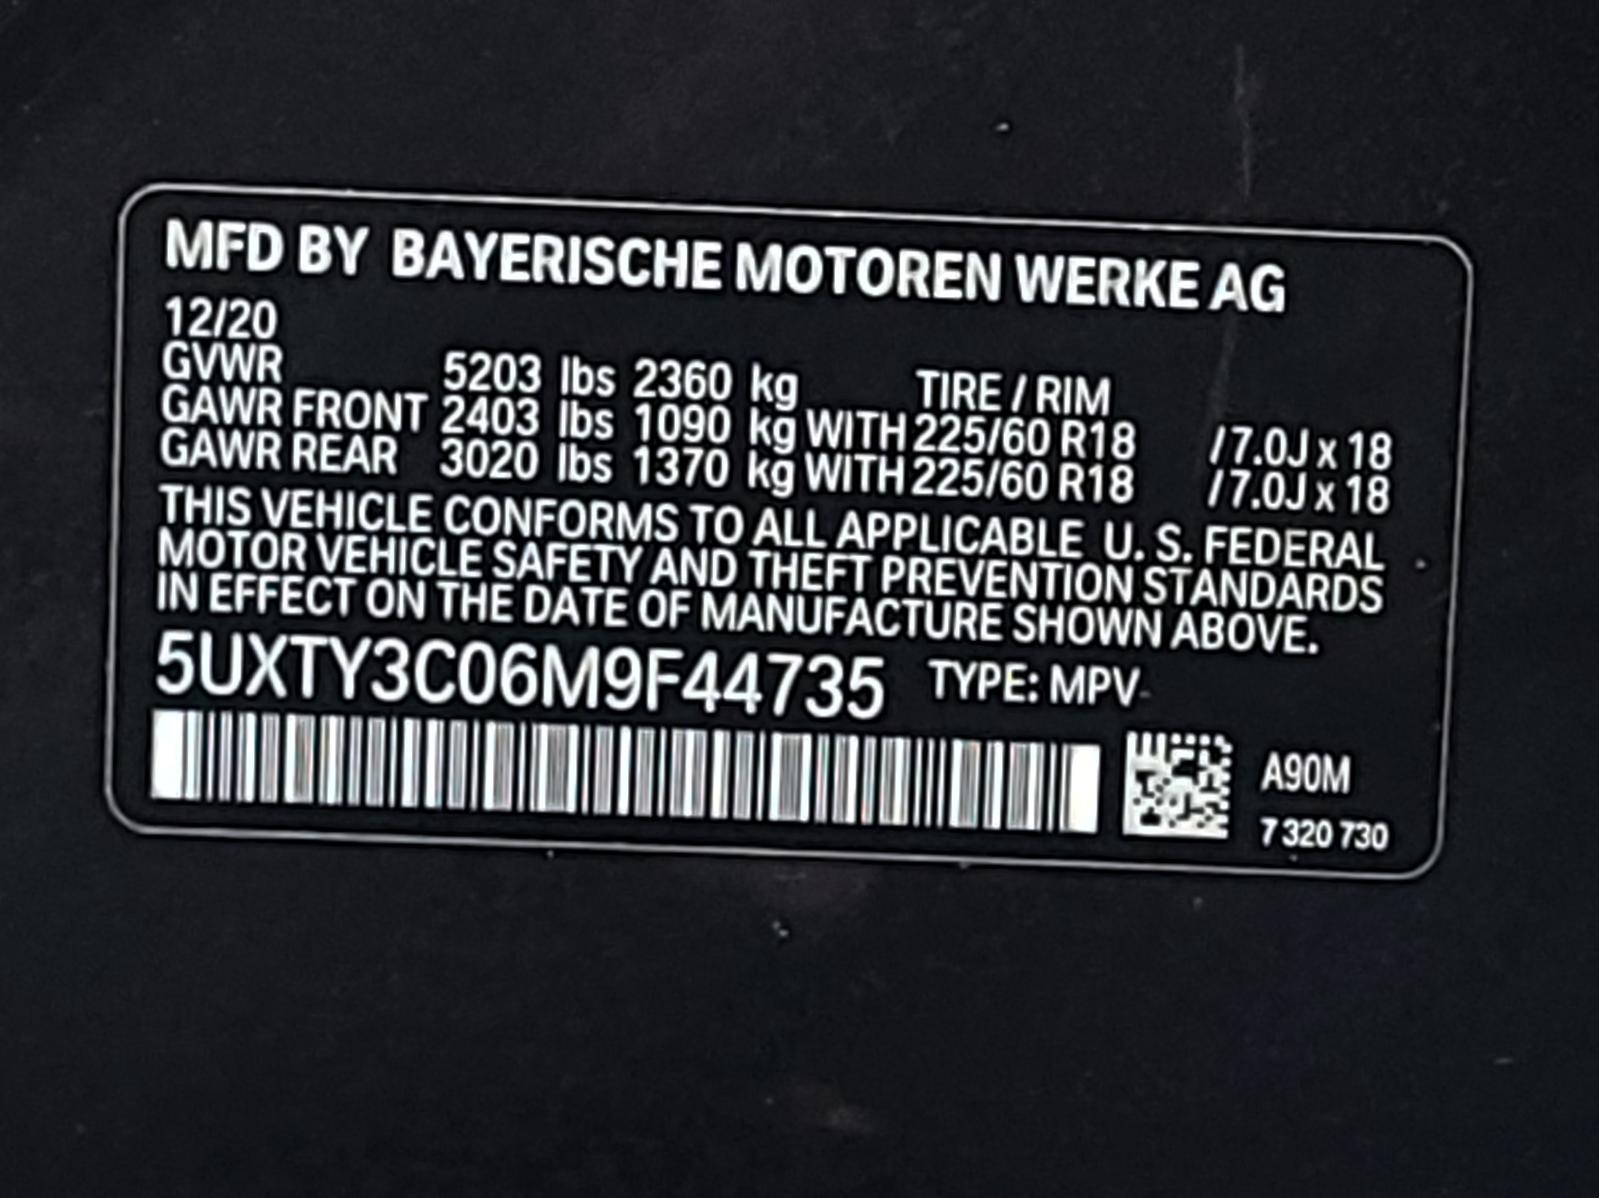 MFD BY BAYERISCHE MOTOREN WERKE AG
12/20
GVWR 5203 lbs 2360 kg TIRE / RIM
GAWR FRONT 2403 lbs 1090 kg WITH 225/60 R18 / 7.0J x 18
GAWR REAR 3020 lbs 1370 kg WITH 225/60 R18 / 7.0J x 18
THIS VEHICLE CONFORMS TO ALL APPLICABLE U. S. FEDERAL
MOTOR VEHICLE SAFETY AND THEFT PREVENTION STANDARDS
IN EFFECT ON THE DATE OF MANUFACTURE SHOWN ABOVE.
5UXTY3C06M9F44735 TYPE: MPV
A90M
7 320 730